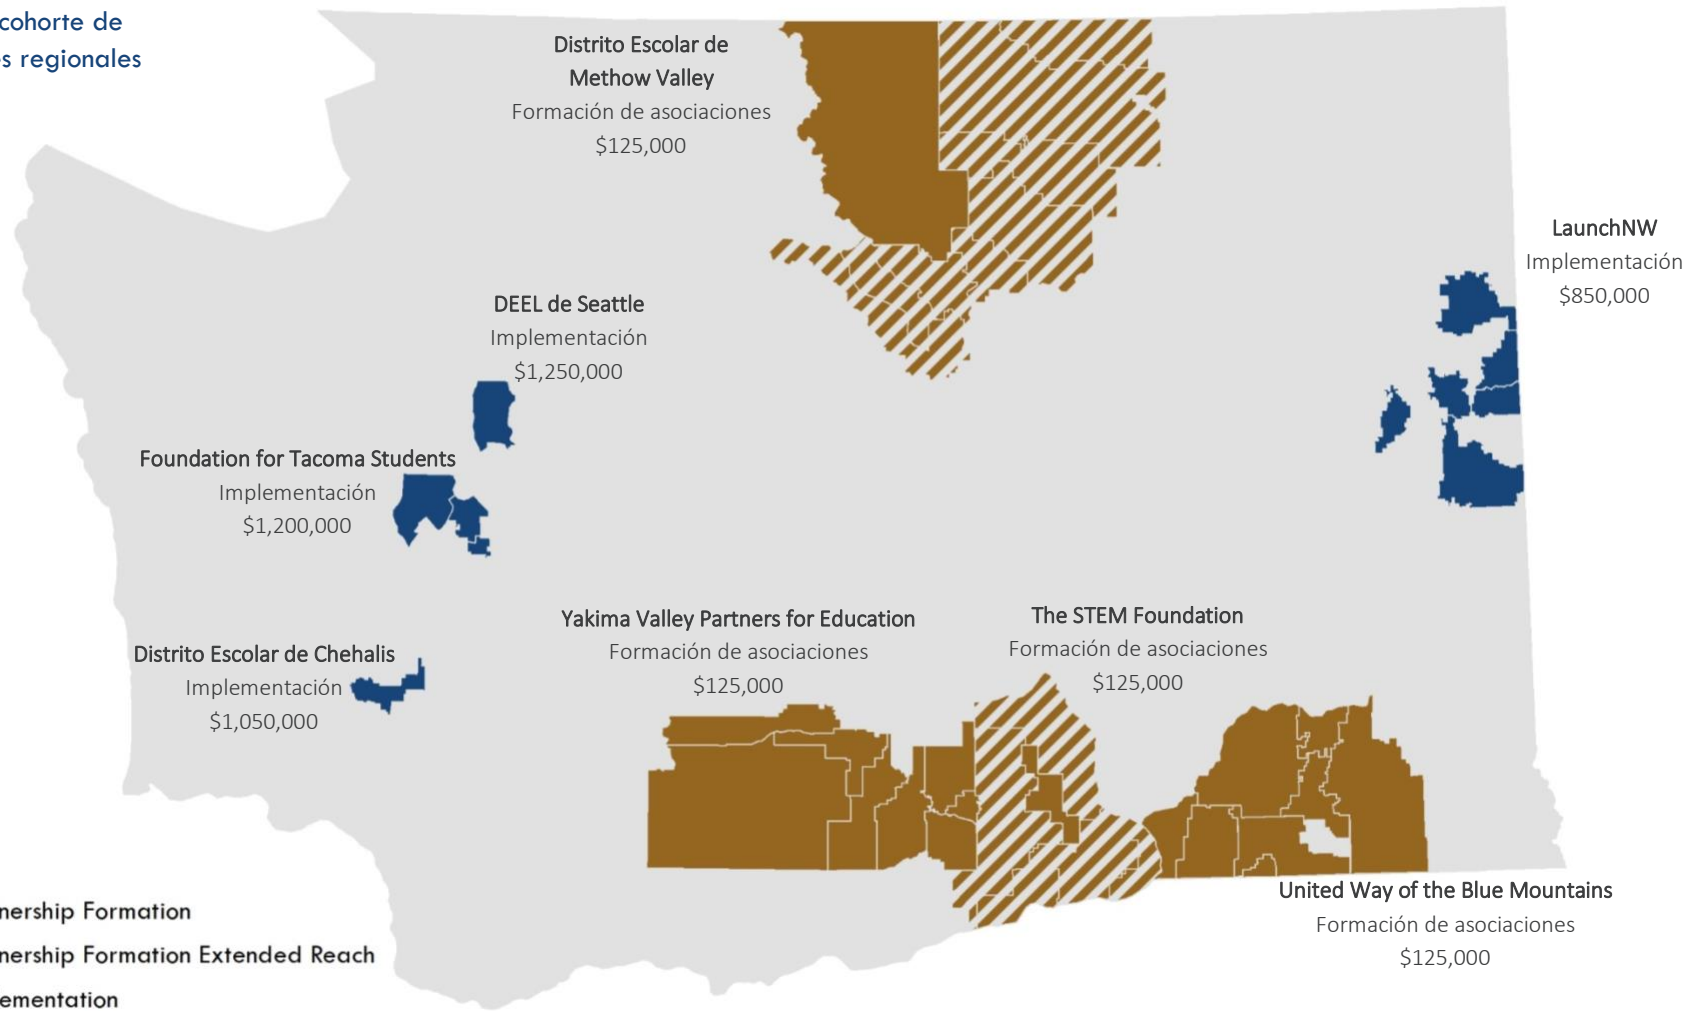 cohorte de
s regionales
Distrito Escolar de
Methow Valley
Formación de asociaciones
$125,000
LaunchNW
Implementación
$850,000
DEEL de Seattle
Implementación
$1,250,000
Foundation for Tacoma Students
Implementación
$1,200,000
Yakima Valley Partners for Education
Formación de asociaciones
$125,000
The STEM Foundation
Formación de asociaciones
$125,000
Distrito Escolar de Chehalis
Implementación
$1,050,000
United Way of the Blue Mountains
Formación de asociaciones
$125,000
nership Formation
nership Formation Extended Reach
ementation